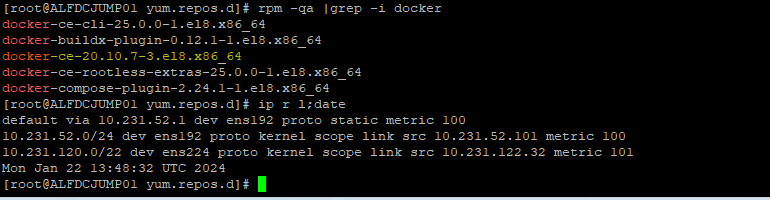 [root@ALFDCJUMP01 yum.repos.d]# rpm -qa |grep -i docker
docker-ce-cli-25.0.0-1.el8.x86_64
docker-buildx-plugin-0.12.1-1.el8.x86_64
docker-ce-20.10.7-3.el8.x86_64
docker-ce-rootless-extras-25.0.0-1.el8.x86_64
docker-compose-plugin-2.24.1-1.el8.x86_64
[root@ALFDCJUMP01 yum.repos.d]# ip r l;date
default via 10.231.52.1 dev ens192 proto static metric 100
10.231.52.0/24 dev ens192 proto kernel scope link src 10.231.52.101 metric 100
10.231.120.0/22 dev ens224 proto kernel scope link src 10.231.122.32 metric 101
Mon Jan 22 13:48:32 UTC 2024
[root@ALFDCJUMP01 yum.repos.d]#